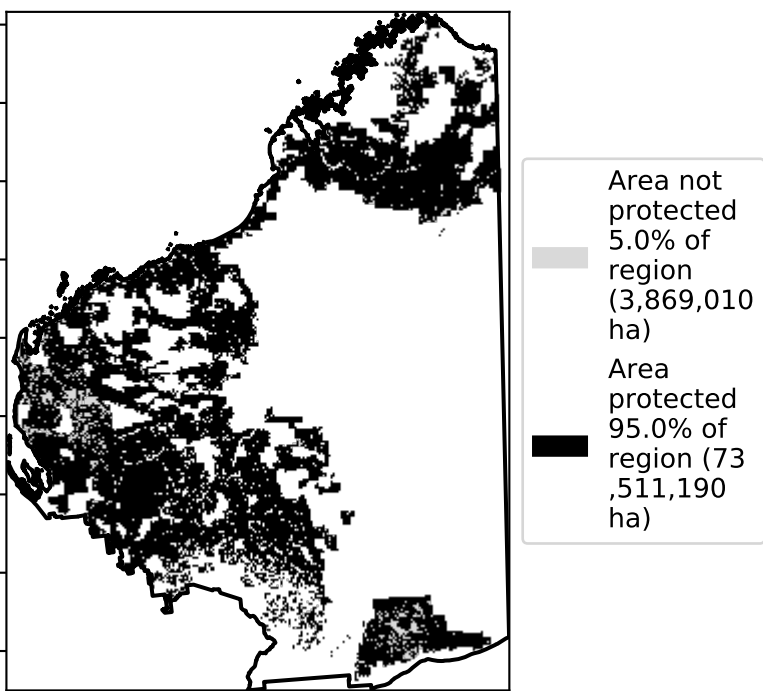 Area not
protected
5.0% of
region
(3,869,010
ha)
Area
protected
95.0% of
region (73
,511,190
ha)